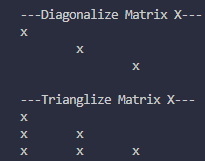 ---Diagonalize Matrix X---
x
        x
                x
---Trianglize Matrix X---
x
x       x
x       x       x